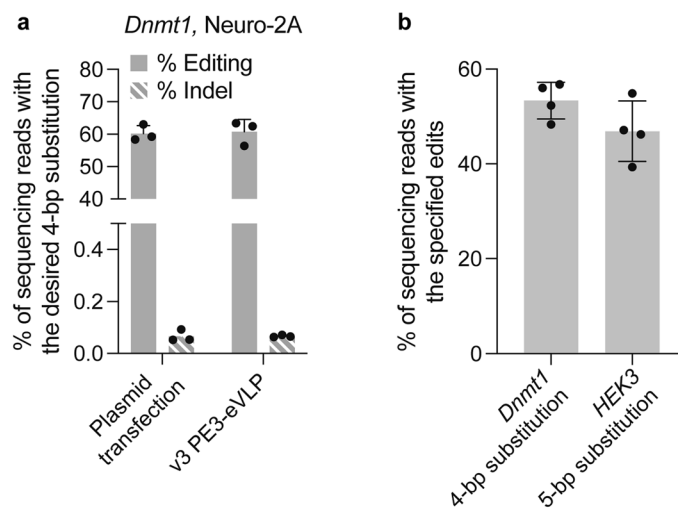 a
Dnmt1, Neuro-2A
% Editing
% Indel
% of sequencing reads with
the desired 4-bp substitution
80
70
60
50
40
0.4
0.2
0.0
Plasmid
transfection
v3 PE3-eVLP
b
% of sequencing reads with
the specified edits
60
40
20
0
Dnmt1
4-bp substitution
HEK3
5-bp substitution